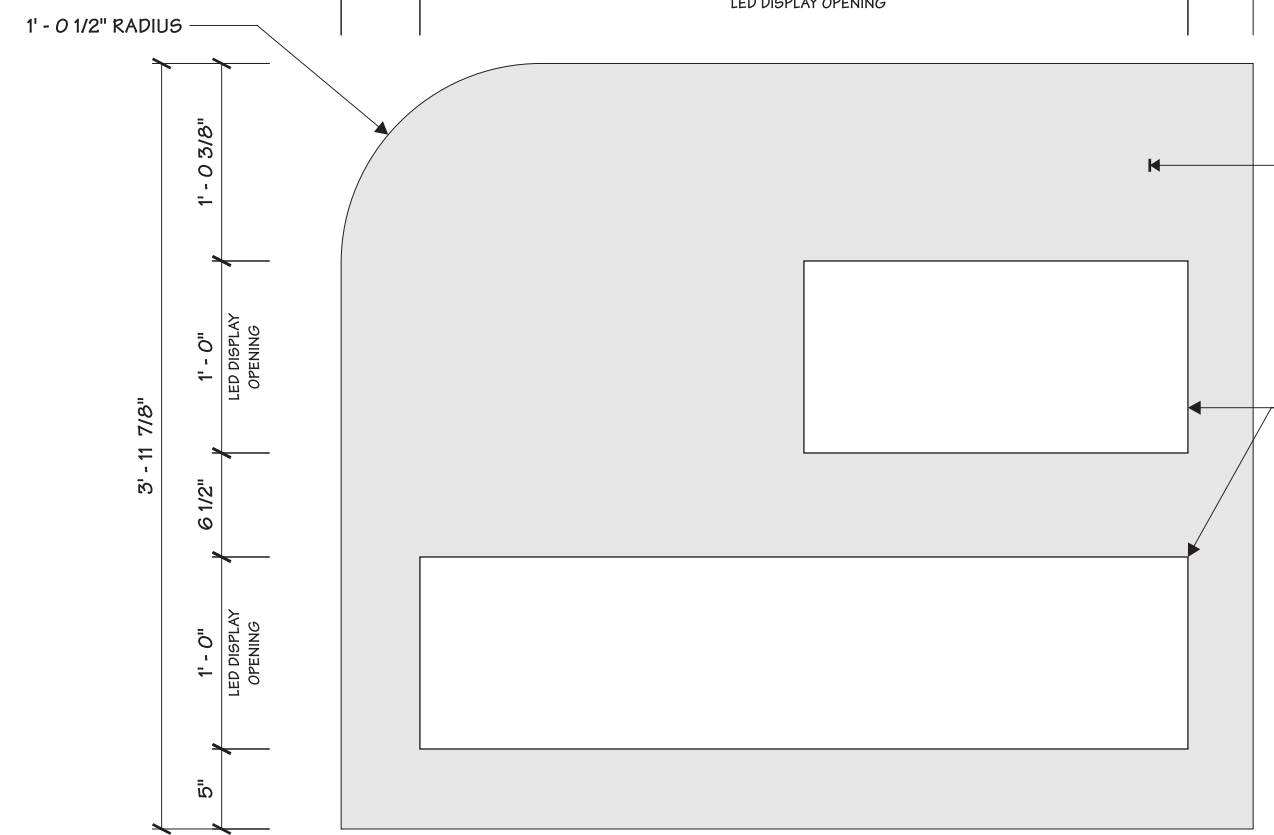 LED DISPLAY OPENING
1' - 0 1/2" RADIUS
1' - 0 3/8"
1' - 0"
LED DISPLAY
OPENING
3' - 11 7/8"
6 1/2"
1' - 0"
LED DISPLAY
OPENING
5"